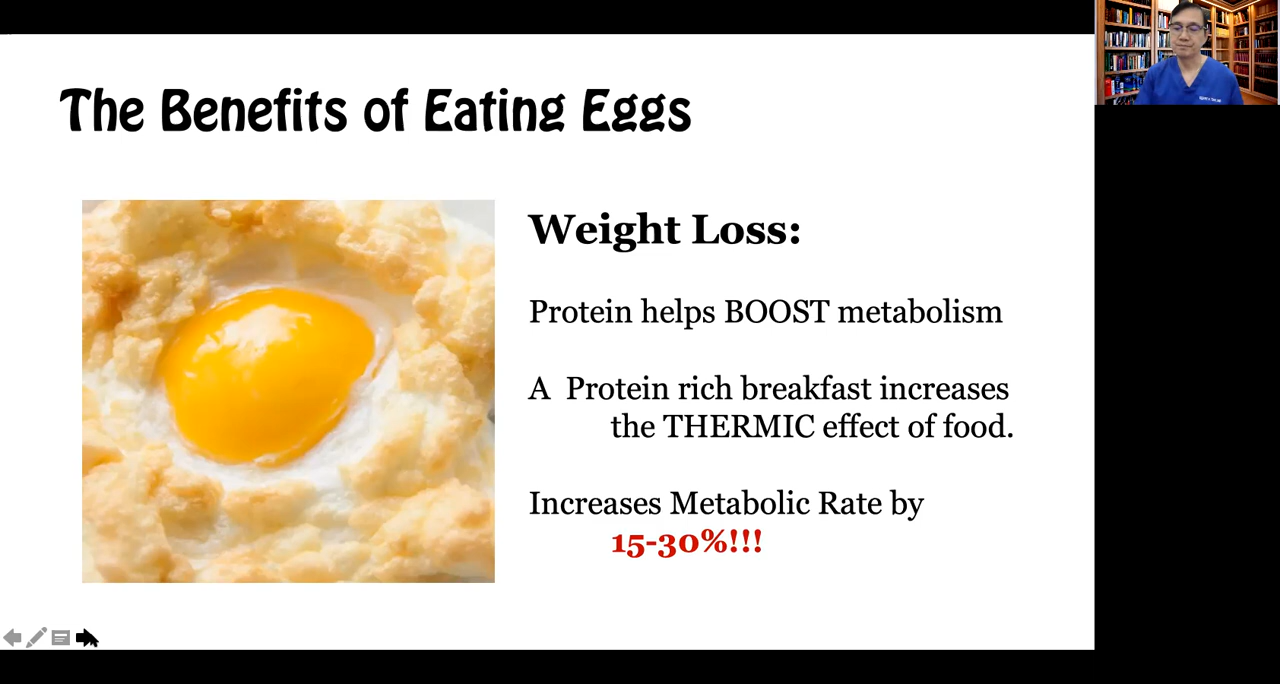 The Benefits of Eating Eggs
Weight Loss:
Protein helps BOOST metabolism
A Protein rich breakfast increases
the THERMIC effect of food.
Increases Metabolic Rate by
15-30%!!!